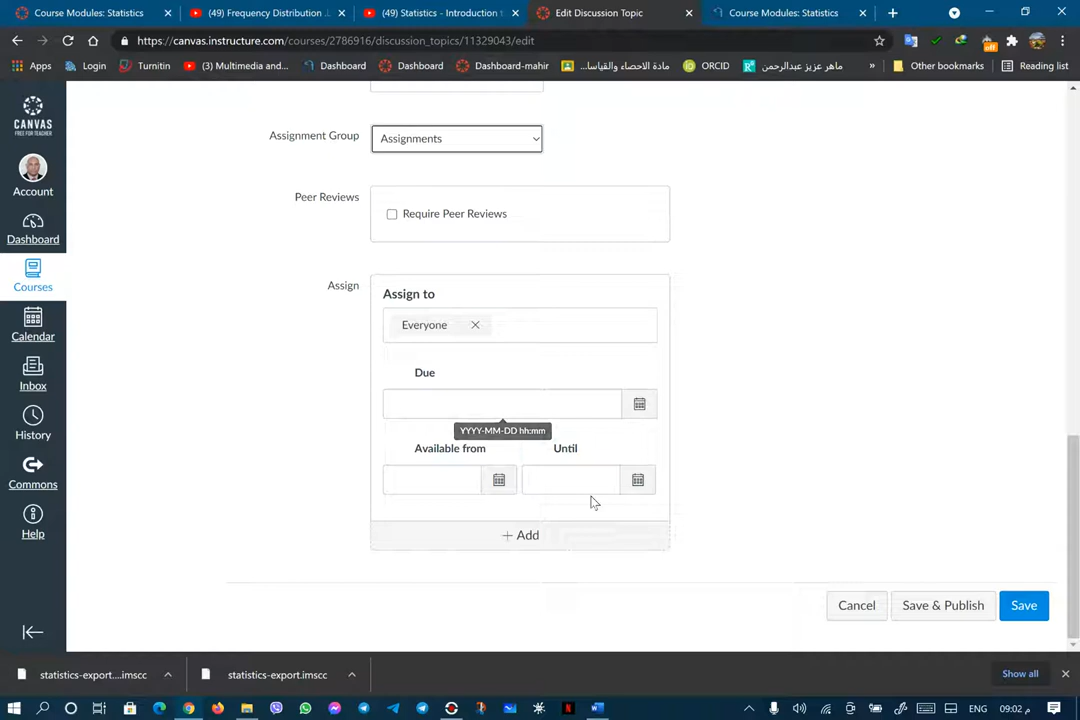 Course Modules: Statistics
(49) Frequency Distribution .I
(49) Statistics - Introduction t
Edit Discussion Topic
Course Modules: Statistics
https://canvas.instructure.com/courses/2786916/discussion_topics/11329043/edit
off
Apps
Login
Turnitin
(3) Multimedia and...
Dashboard
Dashboard
Dashboard-mahir
مادة الاحصاء والقياسا...
ORCID
ماهر عزيز عبدالرحمن
»
Other bookmarks
Reading list
CANVAS
FREE FOR TEACHER
Account
Dashboard
Courses
Calendar
Inbox
History
Commons
Help
Assignment Group
Assignments
Peer Reviews
Require Peer Reviews
Assign
Assign to
Everyone
Due
YYYY-MM-DD hh:mm
Available from
Until
+ Add
Cancel
Save & Publish
Save
statistics-export....imscc
statistics-export.imscc
Show all
ENG
09:02 م